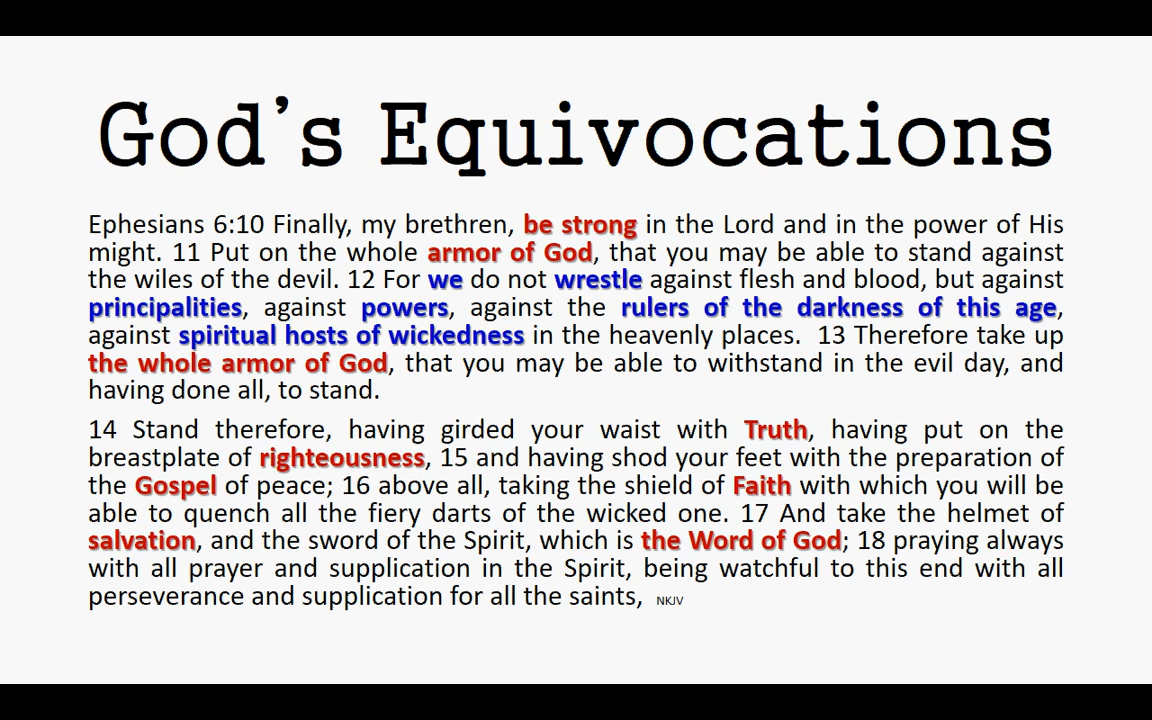 God's Equivocations
Ephesians 6:10 Finally, my brethren, be strong in the Lord and in the power of His
might. 11 Put on the whole armor of God, that you may be able to stand against
the wiles of the devil. 12 For we do not wrestle against flesh and blood, but against
principalities, against powers, against the rulers of the darkness of this age,
against spiritual hosts of wickedness in the heavenly places. 13 Therefore take up
the whole armor of God, that you may be able to withstand in the evil day, and
having done all, to stand.
14 Stand therefore, having girded your waist with Truth, having put on the
breastplate of righteousness, 15 and having shod your feet with the preparation of
the Gospel of peace; 16 above all, taking the shield of Faith with which you will be
able to quench all the fiery darts of the wicked one. 17 And take the helmet of
salvation, and the sword of the Spirit, which is the Word of God; 18 praying always
with all prayer and supplication in the Spirit, being watchful to this end with all
perseverance and supplication for all the saints, NKJV